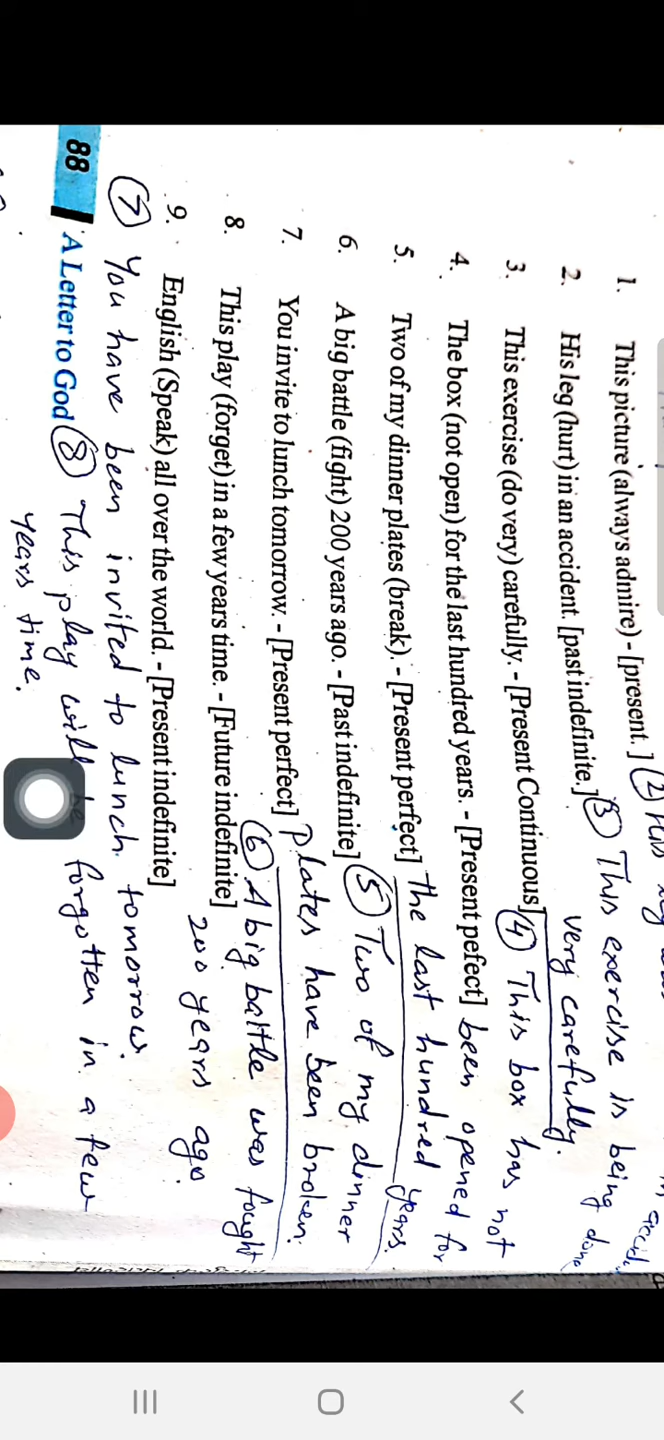 1. This picture (always admire) - [present. ]
2. His leg (hurt) in an accident. [past indefinite.]
3. This exercise (do very) carefully. - [Present Continuous]
4. The box (not open) for the last hundred years. - [Present pefect]
5. Two of my dinner plates (break). - [Present perfect]
6. A big battle (fight) 200 years ago. - [Past indefinite]
7. You invite to lunch tomorrow. - [Present perfect]
8. This play (forget) in a few years time. - [Future indefinite]
9. English (Speak) all over the world. - [Present indefinite]
(2) His leg
(3) This exercise is being done
very carefully.
(4) This box has not
been opened for
the last hundred years.
(5) Two of my dinner
Plates have been broken.
(6) A big battle was fought
200 years ago.
(7) You have been invited to lunch tomorrow.
88 A Letter to God
(8) This play will be forgotten in a few
years time.